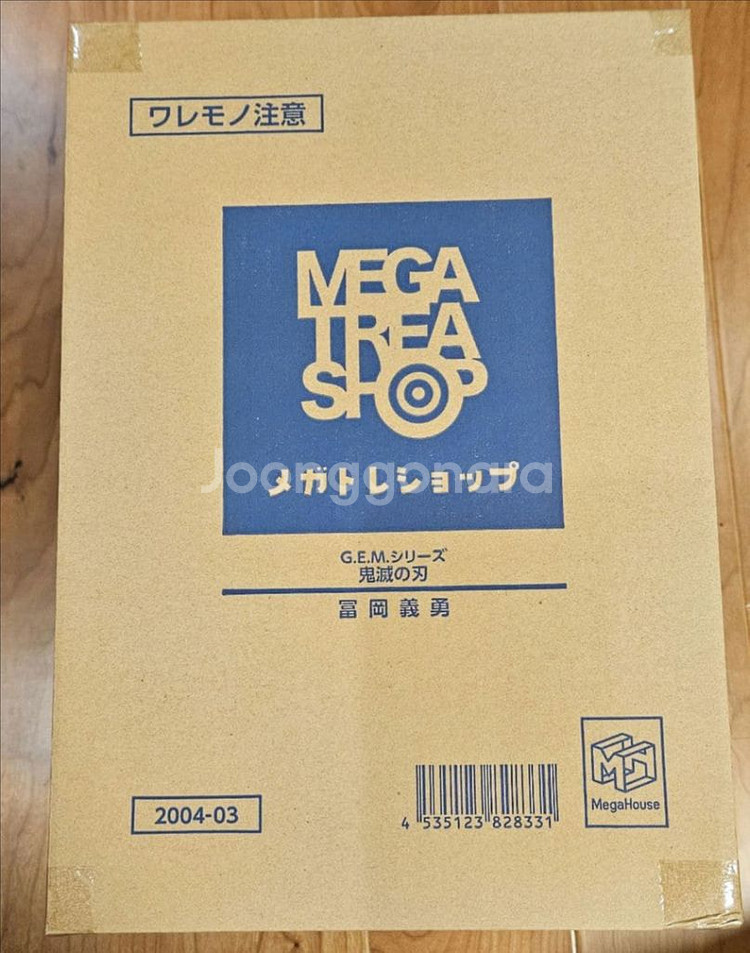 ワレモノ注意
MEGA
TREA
SHOP
メガトレショップ
Joonggonara
G.E.M.シリーズ
鬼滅の刃
冨岡義勇
2004-03
4 535123 828331
MegaHouse